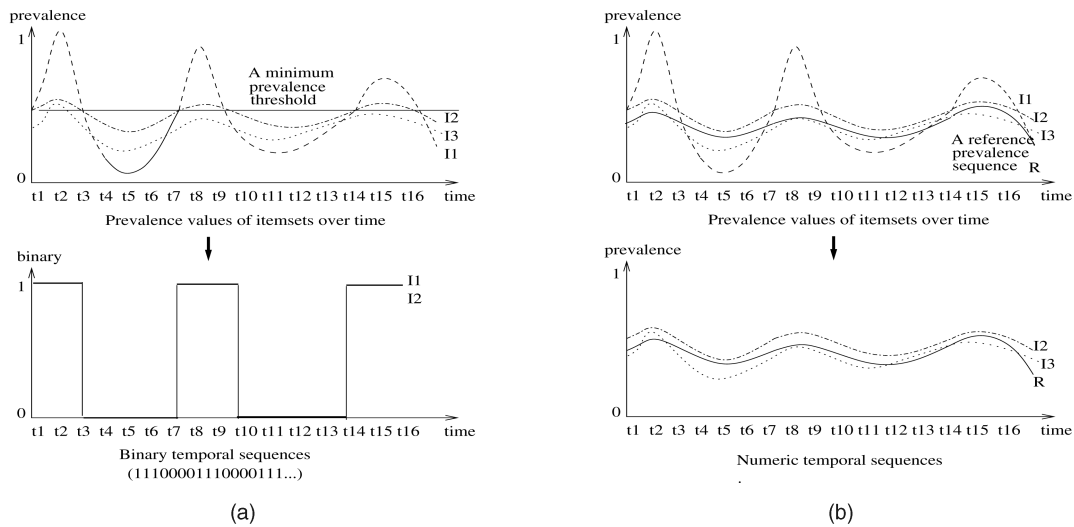 prevalence
1
A minimum
prevalence
threshold
I2
I3
I1
0
t1 t2 t3 t4 t5 t6 t7 t8 t9 t10 t11 t12 t13 t14 t15 t16 time
Prevalence values of itemsets over time
binary
1
I1
I2
0
t1 t2 t3 t4 t5 t6 t7 t8 t9 t10 t11 t12 t13 t14 t15 t16 time
Binary temporal sequences
(11100001110000111...)
(a)
prevalence
1
I1
I2
I3
A reference
prevalence
sequence
R
0
t1 t2 t3 t4 t5 t6 t7 t8 t9 t10 t11 t12 t13 t14 t15 t16 time
Prevalence values of itemsets over time
prevalence
1
I2
I3
R
0
t1 t2 t3 t4 t5 t6 t7 t8 t9 t10 t11 t12 t13 t14 t15 t16 time
Numeric temporal sequences
.
(b)